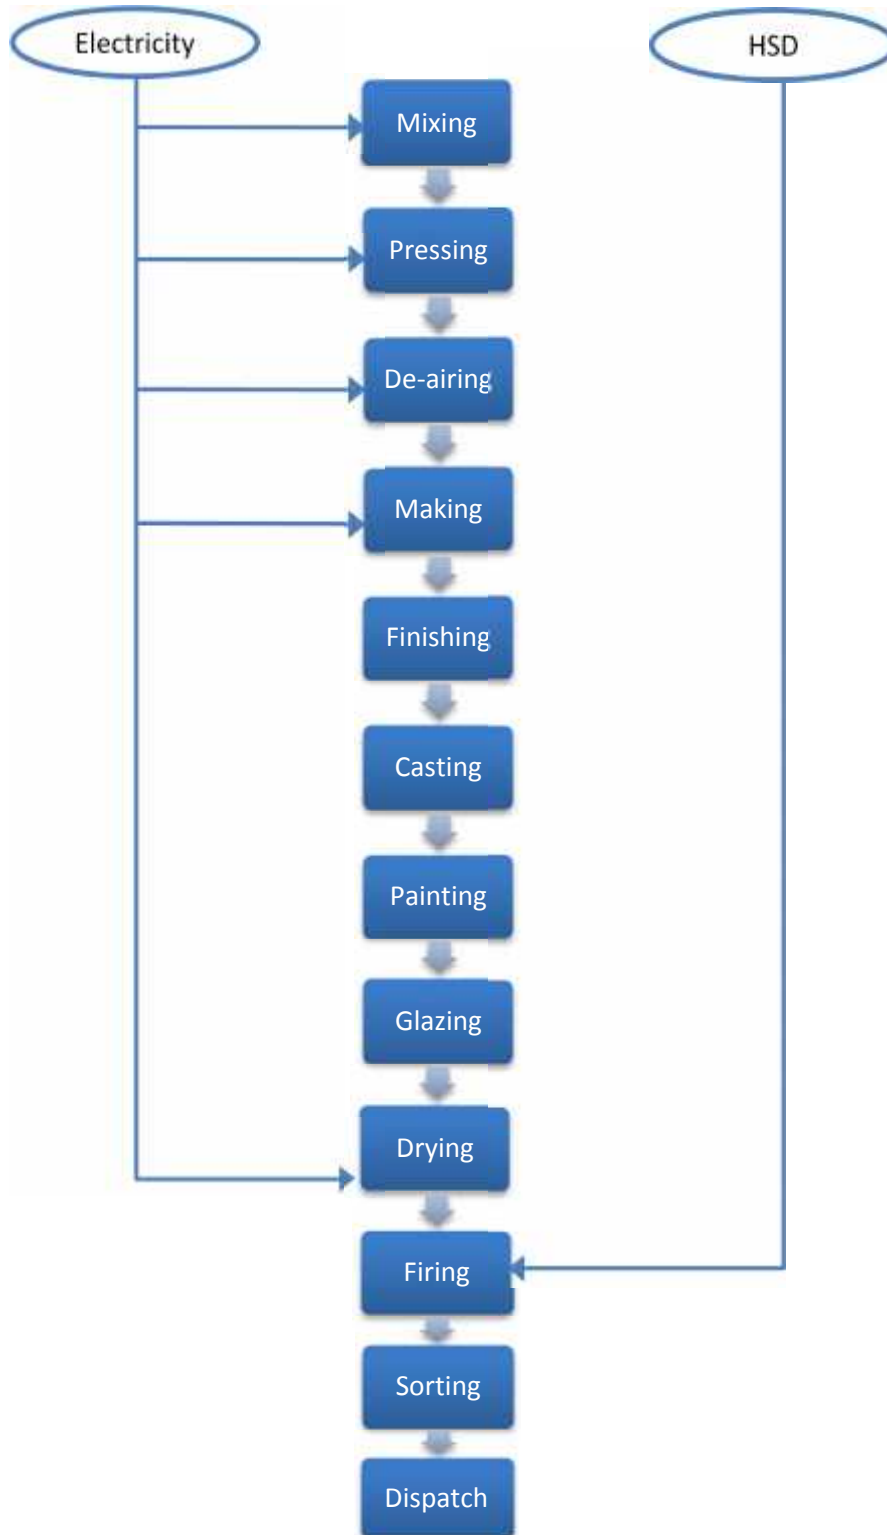 Electricity
HSD
Mixing
Pressing
De-airing
Making
Finishing
Casting
Painting
Glazing
Drying
Firing
Sorting
Dispatch